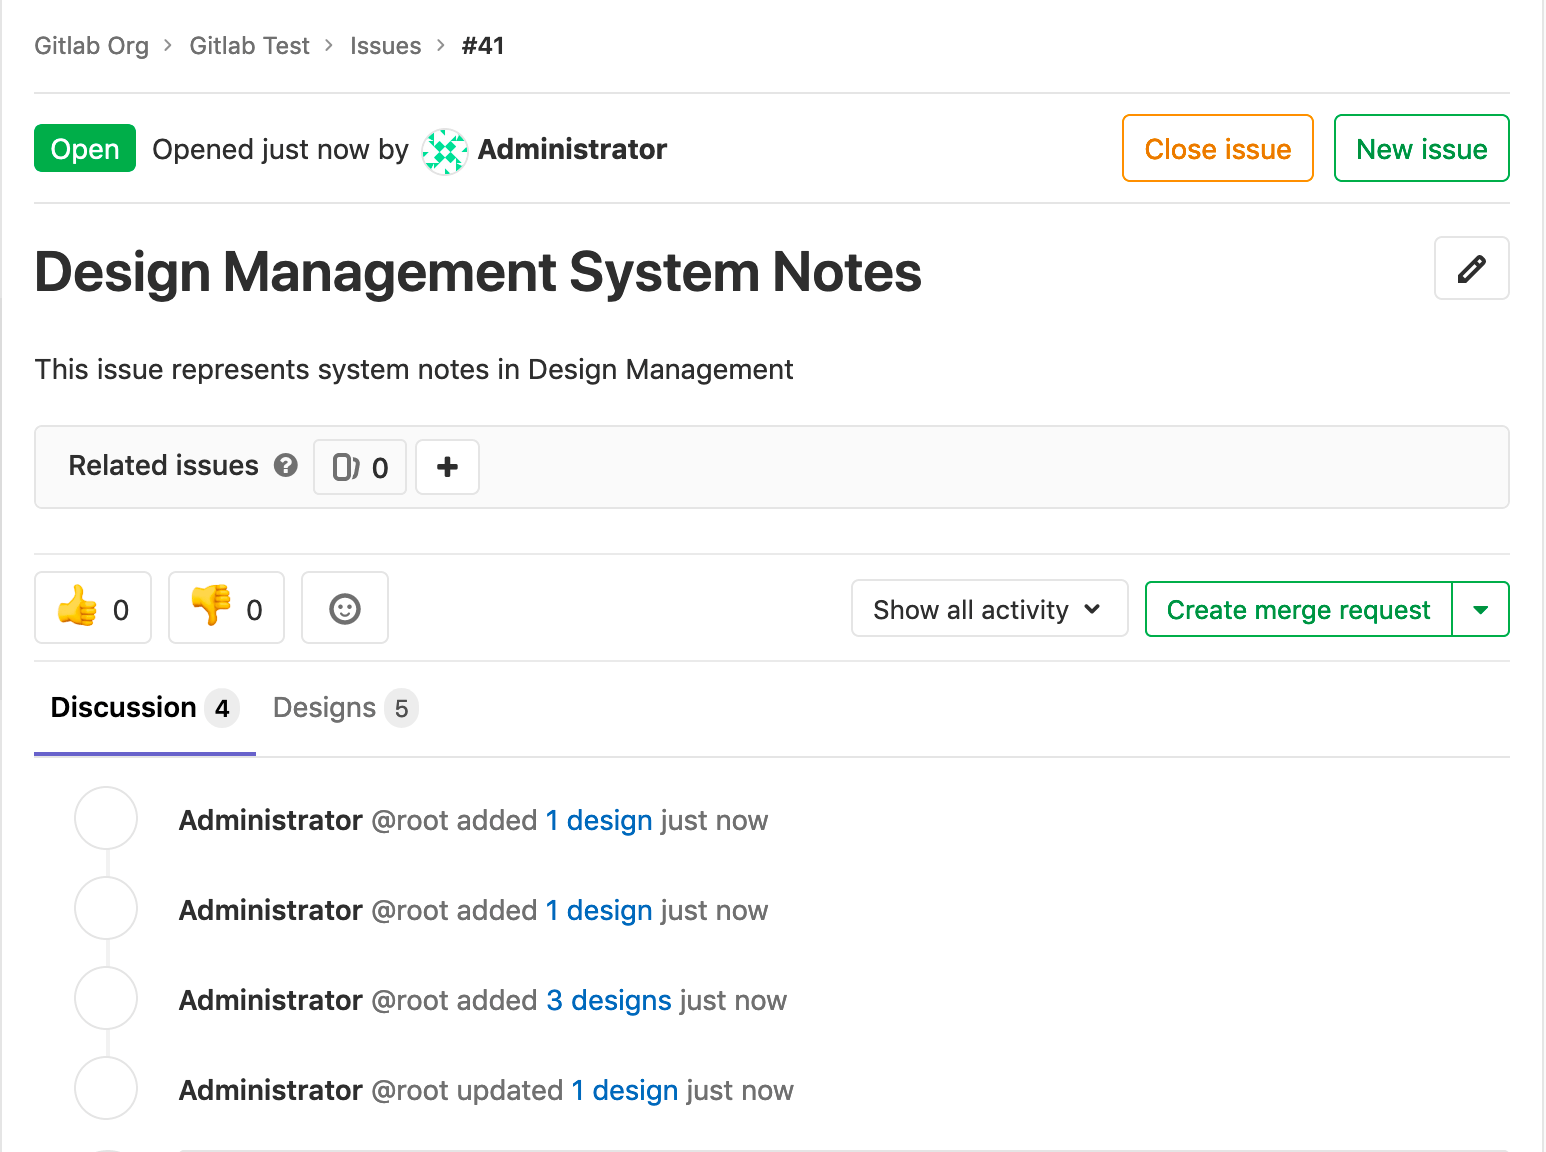 Gitlab Org > Gitlab Test > Issues > #41
Open Opened just now by Administrator Close issue New issue
Design Management System Notes
This issue represents system notes in Design Management
Related issues ? 0 +
0 0 Show all activity Create merge request
Discussion 4 Designs 5
Administrator @root added 1 design just now
Administrator @root added 1 design just now
Administrator @root added 3 designs just now
Administrator @root updated 1 design just now